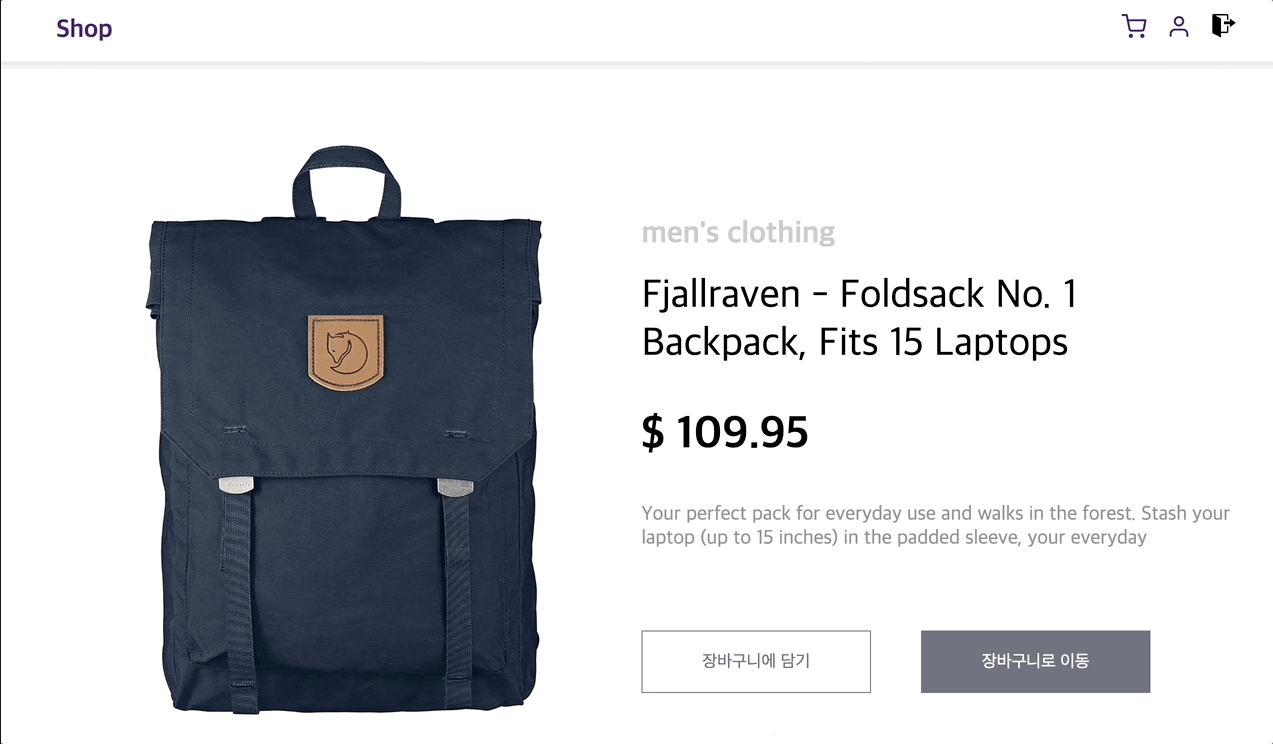 Shop
men's clothing
Fjallraven - Foldsack No. 1
Backpack, Fits 15 Laptops
$ 109.95
Your perfect pack for everyday use and walks in the forest. Stash your
laptop (up to 15 inches) in the padded sleeve, your everyday
장바구니에 담기
장바구니로 이동